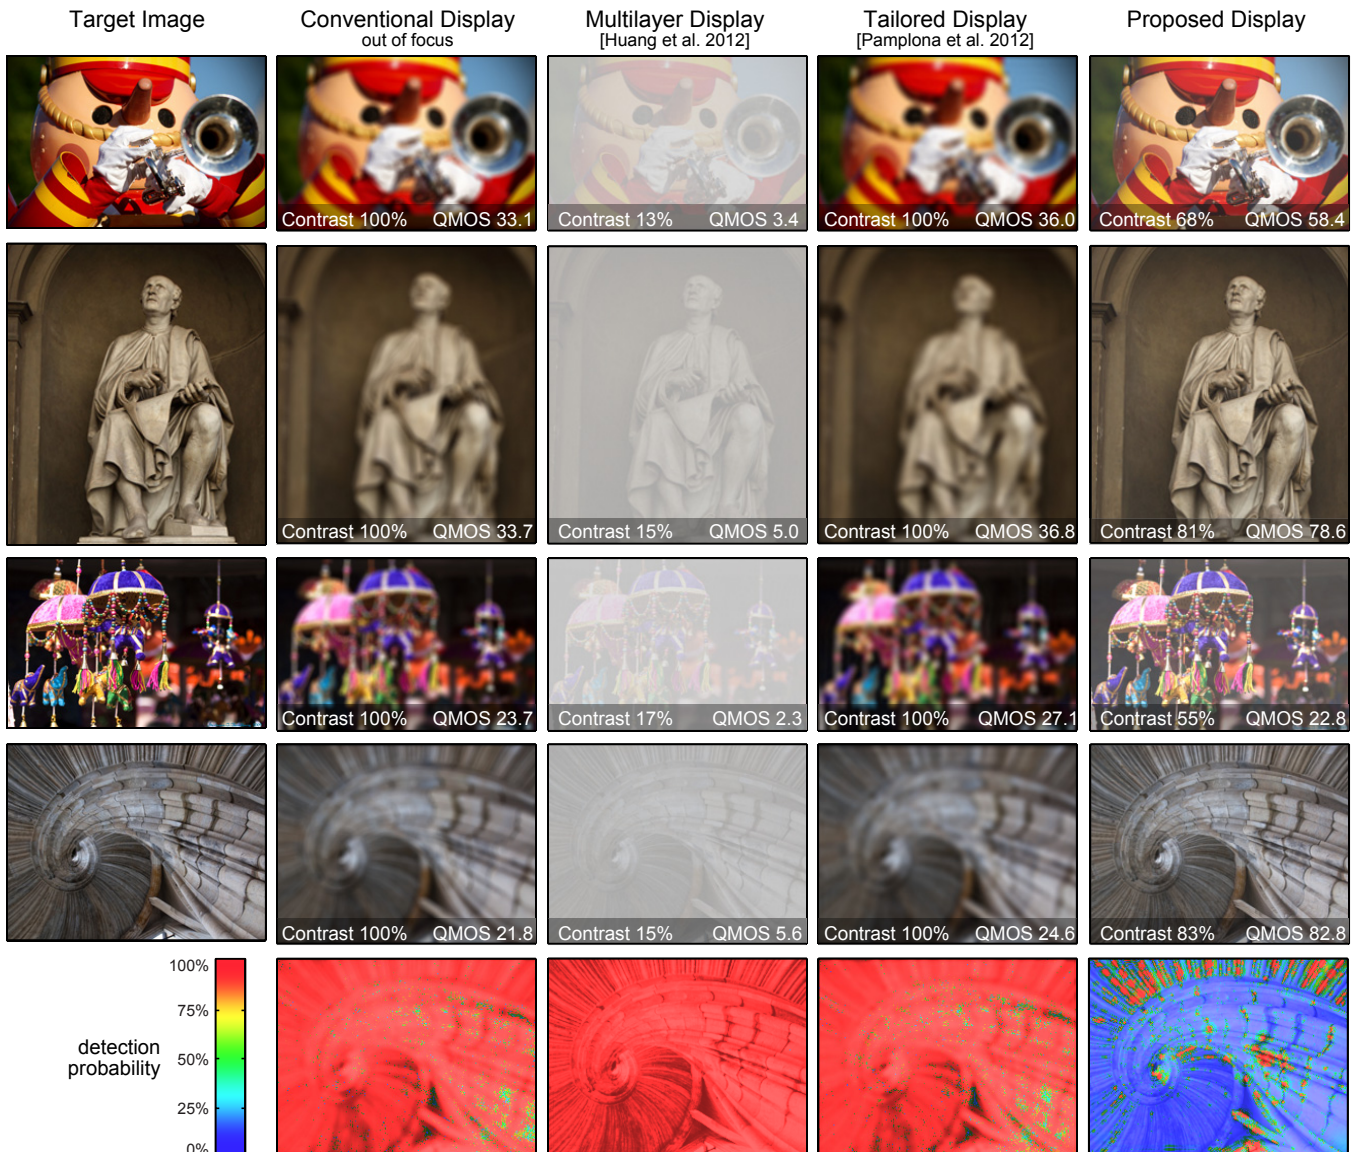 Target Image
Conventional Display
out of focus
Multilayer Display
[Huang et al. 2012]
Tailored Display
[Pamplona et al. 2012]
Proposed Display
Contrast 100% QMOS 33.1
Contrast 13% QMOS 3.4
Contrast 100% QMOS 36.0
Contrast 68% QMOS 58.4
Contrast 100% QMOS 33.7
Contrast 15% QMOS 5.0
Contrast 100% QMOS 36.8
Contrast 81% QMOS 78.6
Contrast 100% QMOS 23.7
Contrast 17% QMOS 2.3
Contrast 100% QMOS 27.1
Contrast 55% QMOS 22.8
Contrast 100% QMOS 21.8
Contrast 15% QMOS 5.6
Contrast 100% QMOS 24.6
Contrast 83% QMOS 82.8
detection
probability
100%
75%
50%
25%
0%